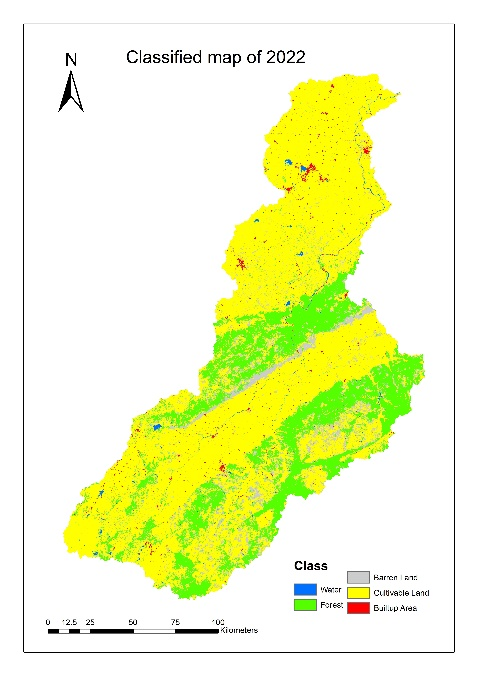 Classified map of 2022
N
Class
Water
Forest
Barren Land
Cultivable Land
Builtup Area
0 12.5 25 50 75 100
Kilometers